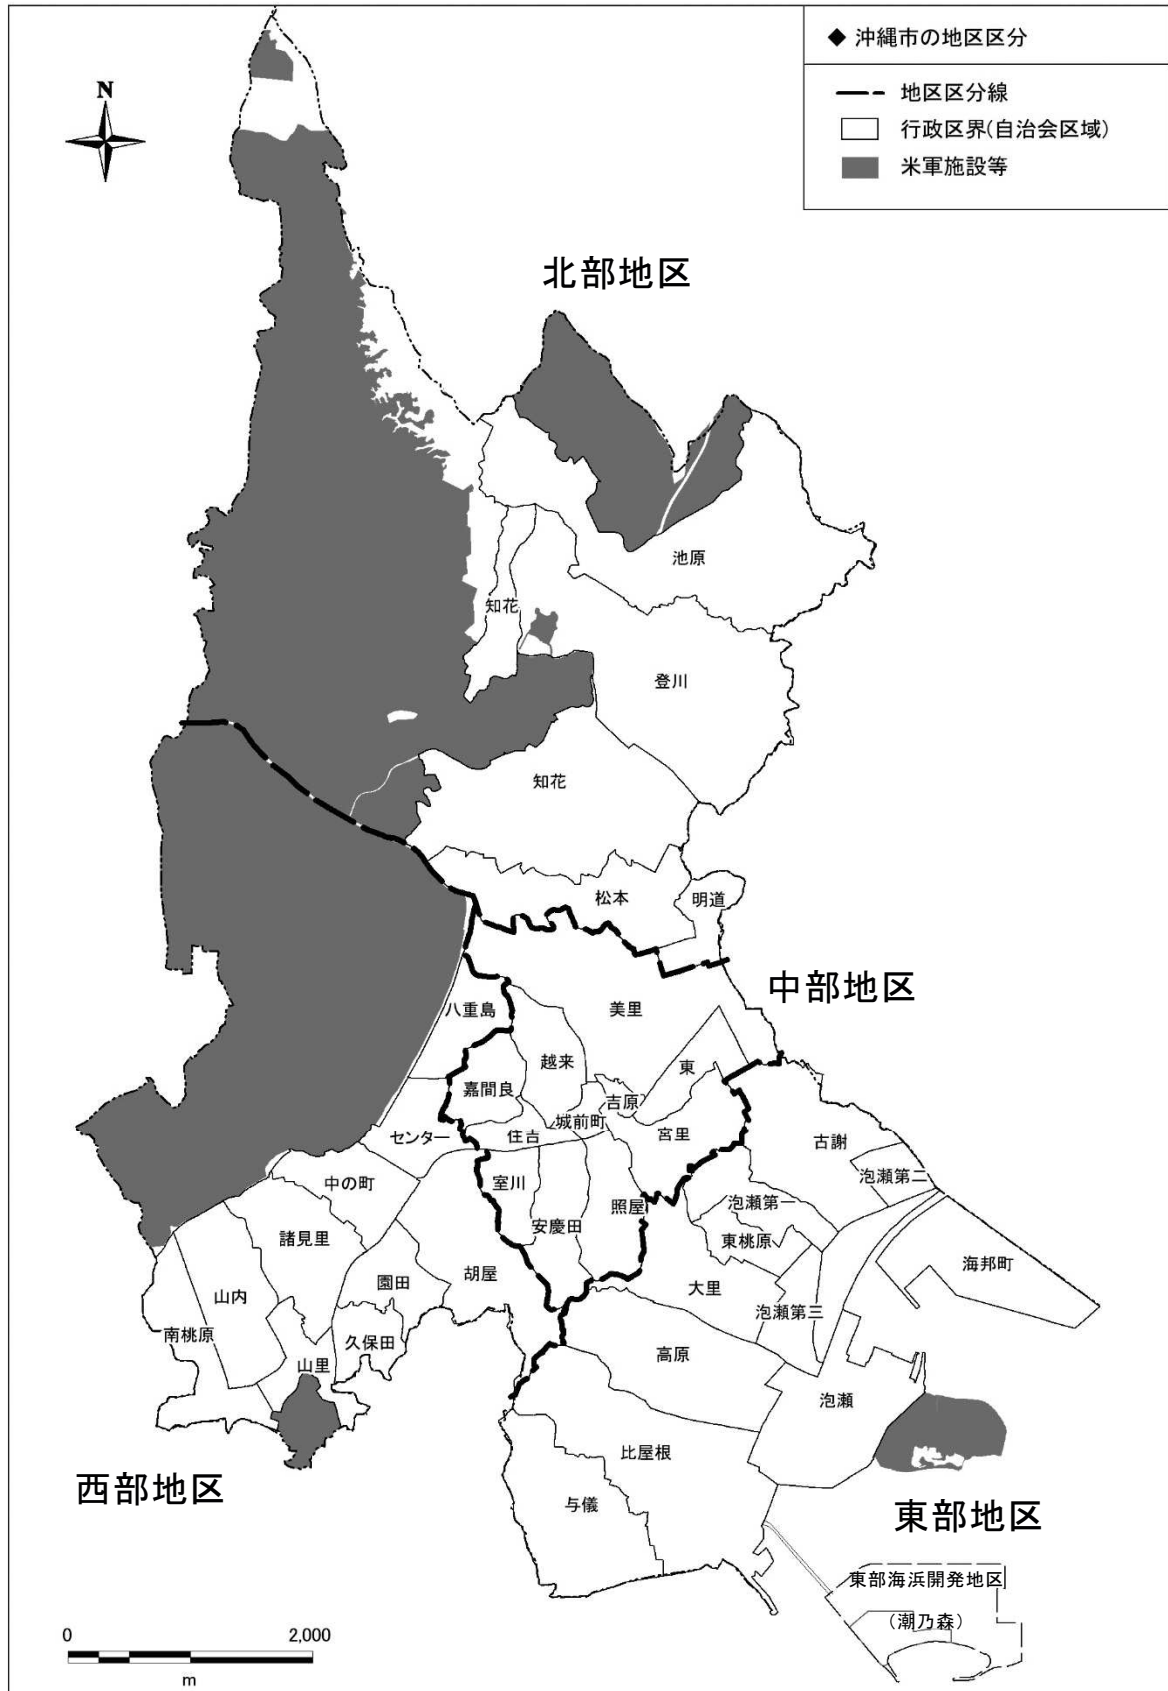 ◆ 沖縄市の地区区分
地区区分線
行政区界(自治会区域)
米軍施設等
N
北部地区
池原
知花
登川
知花
松本
明道
中部地区
美里
八重島
越来
東
嘉間良
吉原
城前町
住吉
宮里
センター
古謝
泡瀬第二
室川
中の町
照屋
泡瀬第一
安慶田
諸見里
東桃原
海邦町
胡屋
園田
大里
山内
泡瀬第三
南桃原
久保田
高原
山里
泡瀬
比屋根
西部地区
与儀
東部地区
東部海浜開発地区
(潮乃森)
0 2,000
m